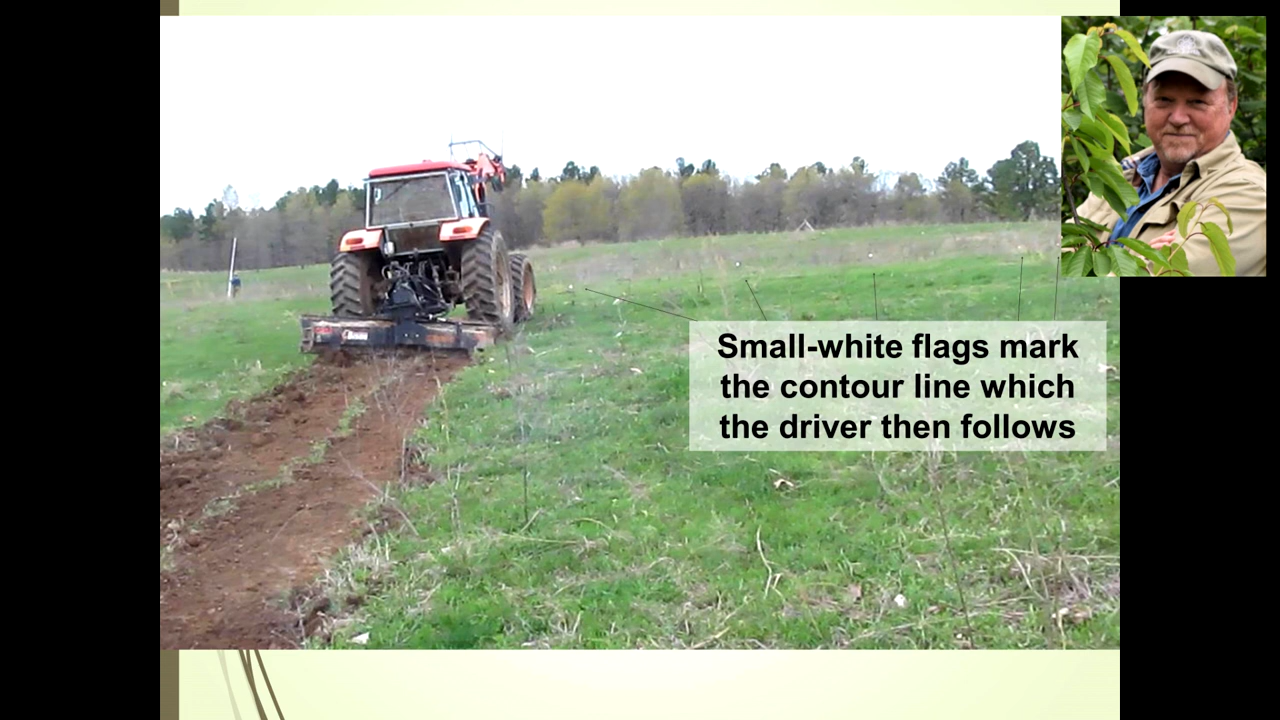 Small-white flags mark
the contour line which
the driver then follows